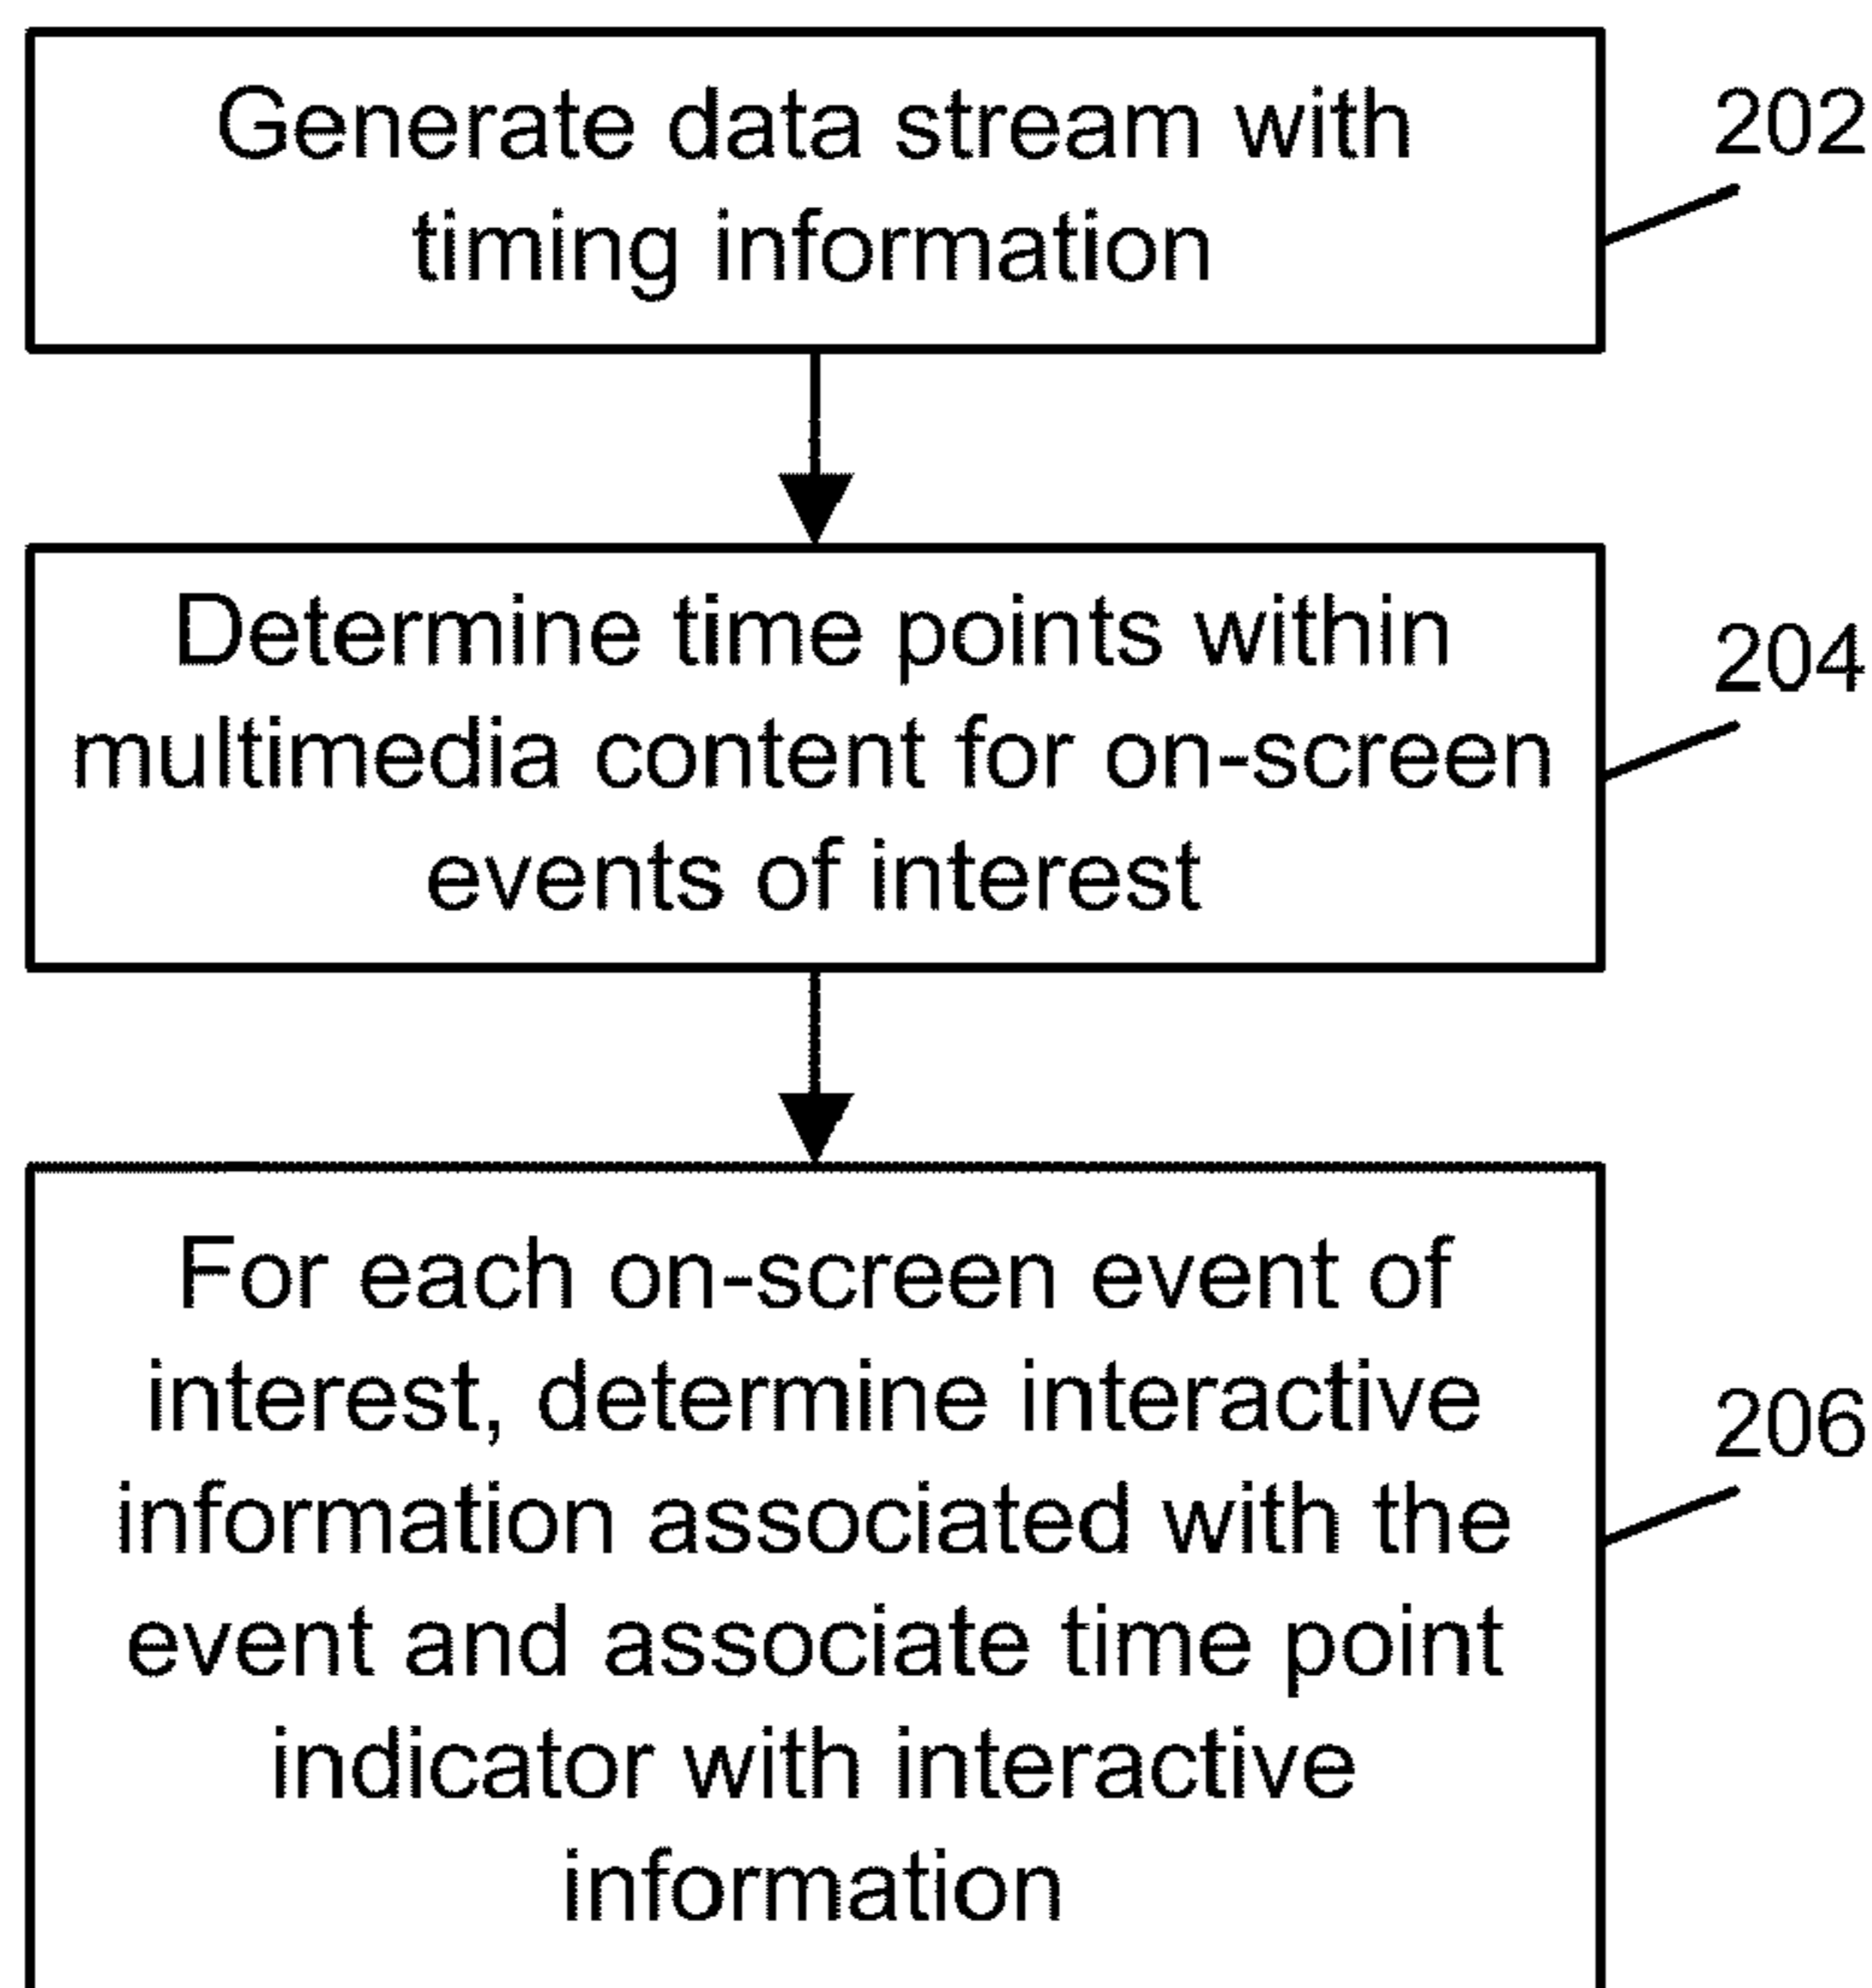 Generate data stream with
timing information
202
Determine time points within
multimedia content for on-screen
events of interest
204
For each on-screen event of
interest, determine interactive
information associated with the
event and associate time point
indicator with interactive
information
206